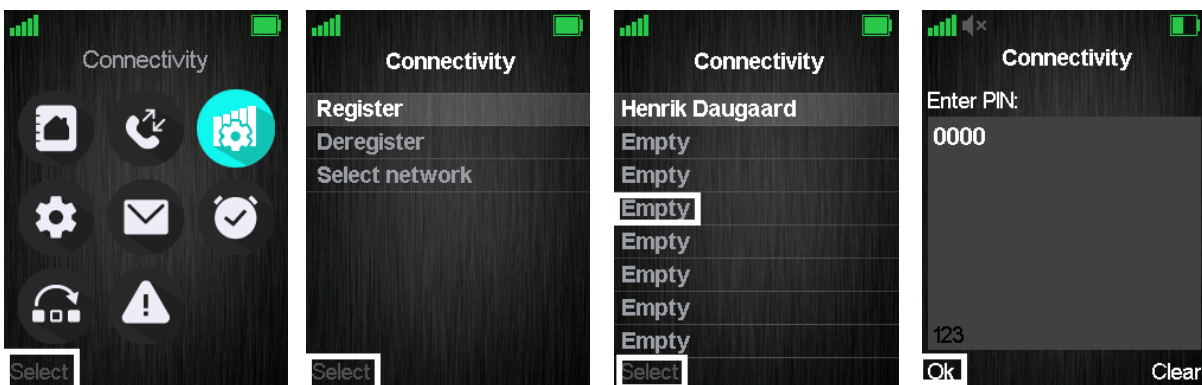 Connectivity
Select
Connectivity
Register
Deregister
Select network
Select
Connectivity
Henrik Daugaard
Empty
Empty
Empty
Empty
Empty
Empty
Empty
Select
Connectivity
Enter PIN:
0000
123
Ok Clear